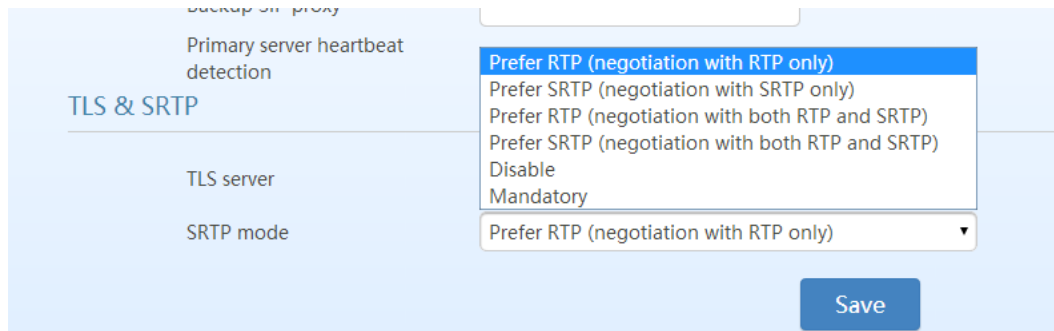 Primary server heartbeat
detection
Prefer RTP (negotiation with RTP only)
Prefer SRTP (negotiation with SRTP only)
Prefer RTP (negotiation with both RTP and SRTP)
Prefer SRTP (negotiation with both RTP and SRTP)
Disable
Mandatory
TLS & SRTP
TLS server
SRTP mode
Prefer RTP (negotiation with RTP only)
Save